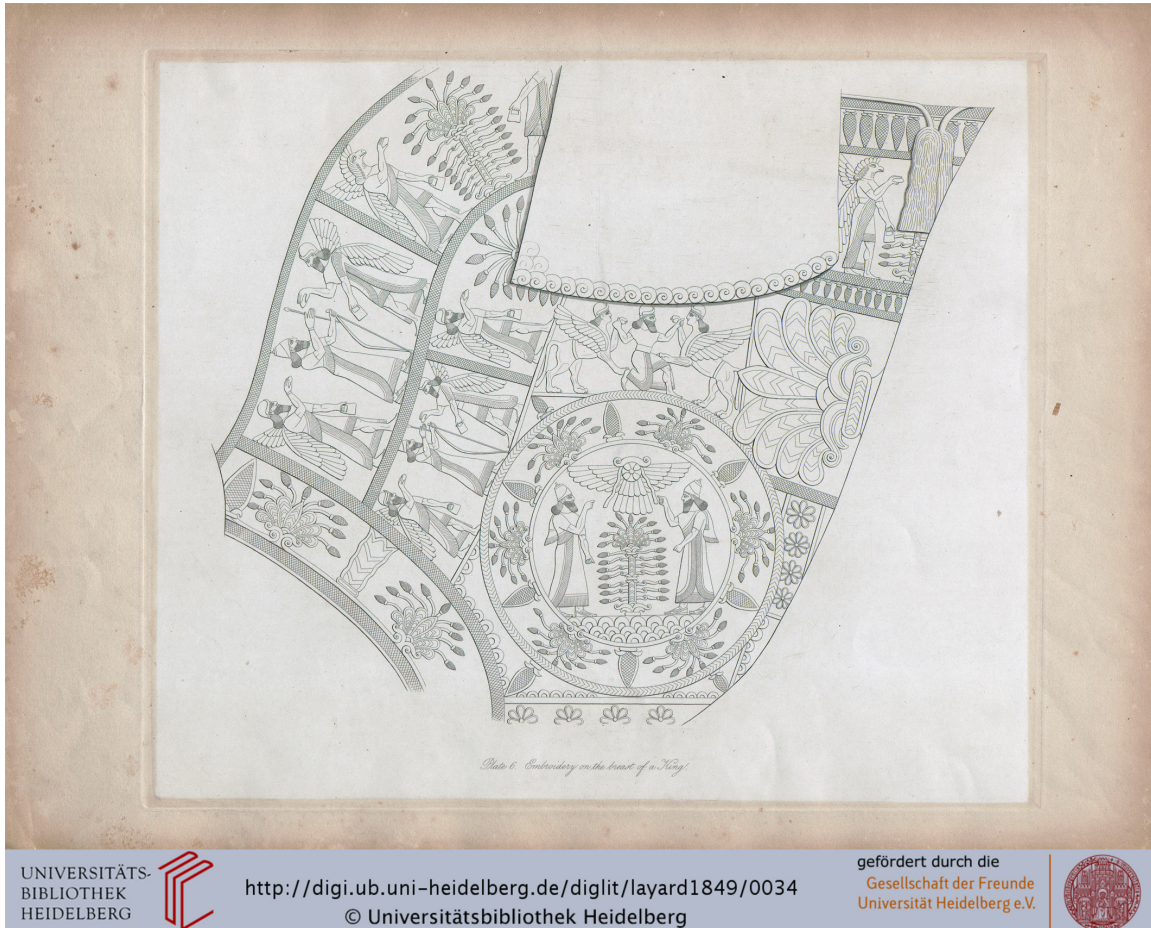 Plate 6. Embroidery on the breast of a King.
UNIVERSITÄTS-
BIBLIOTHEK
HEIDELBERG
http://digi.ub.uni-heidelberg.de/diglit/layard1849/0034
© Universitätsbibliothek Heidelberg
gefördert durch die
Gesellschaft der Freunde
Universität Heidelberg e.V.